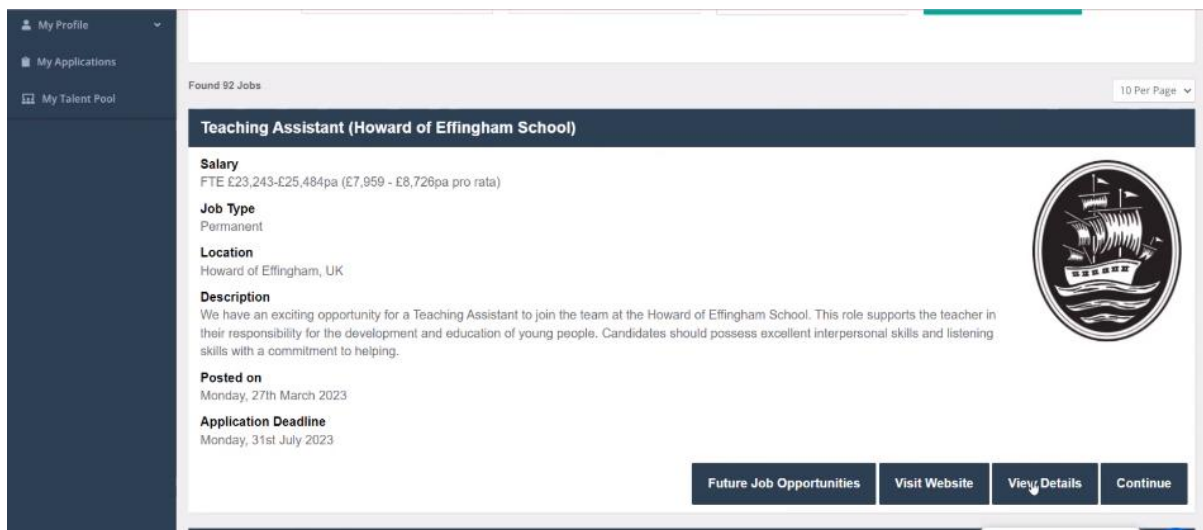 My Profile
My Applications
My Talent Pool
Found 92 Jobs
10 Per Page
Teaching Assistant (Howard of Effingham School)
Salary
FTE £23,243-£25,484pa (£7,959 - £8,726pa pro rata)
Job Type
Permanent
Location
Howard of Effingham, UK
Description
We have an exciting opportunity for a Teaching Assistant to join the team at the Howard of Effingham School. This role supports the teacher in
their responsibility for the development and education of young people. Candidates should possess excellent interpersonal skills and listening
skills with a commitment to helping.
Posted on
Monday, 27th March 2023
Application Deadline
Monday, 31st July 2023
Future Job Opportunities
Visit Website
View Details
Continue